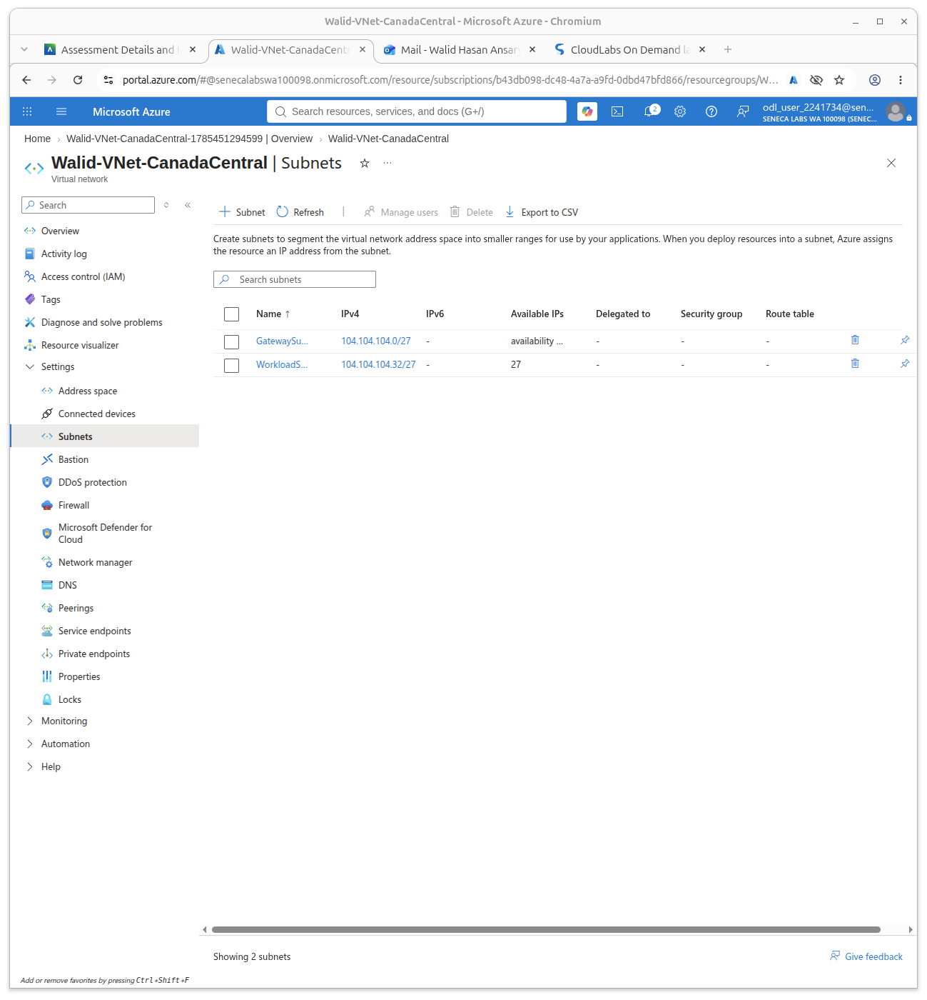 Walid-VNet-CanadaCentral - Microsoft Azure - Chromium
Assessment Details and
Walid-VNet-CanadaCent
Mail - Walid Hasan Ansar
CloudLabs On Demand la
portal.azure.com/#@senecalabswa100098.onmicrosoft.com/resource/subscriptions/b43db098-dc48-4a7a-a9fd-0dbd47bfd866/resourcegroups/W...
Microsoft Azure
Search resources, services, and docs (G+/)
2
odl_user_2241734@sen...
SENECA LABS WA 100098 (SENEC...
Home > Walid-VNet-CanadaCentral-1785451294599 | Overview > Walid-VNet-CanadaCentral
Walid-VNet-CanadaCentral | Subnets
Virtual network
Search
Subnet Refresh | Manage users Delete Export to CSV
Overview
Activity log
Access control (IAM)
Tags
Diagnose and solve problems
Resource visualizer
Settings
Address space
Connected devices
Subnets
Bastion
DDoS protection
Firewall
Microsoft Defender for
Cloud
Network manager
DNS
Peerings
Service endpoints
Private endpoints
Properties
Locks
Monitoring
Automation
Help
Create subnets to segment the virtual network address space into smaller ranges for use by your applications. When you deploy resources into a subnet, Azure assigns
the resource an IP address from the subnet.
Search subnets
Name ↑ IPv4 IPv6 Available IPs Delegated to Security group Route table
GatewaySu... 104.104.104.0/27 - availability ... - - -
WorkloadS... 104.104.104.32/27 - 27 - - -
Showing 2 subnets
Give feedback
Add or remove favorites by pressing Ctrl+Shift+F